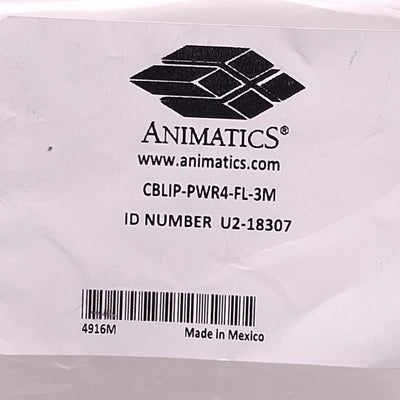 ANIMATICS®
www.animatics.com
CBLIP-PWR4-FL-3M
ID NUMBER U2-18307
4916M Made In Mexico